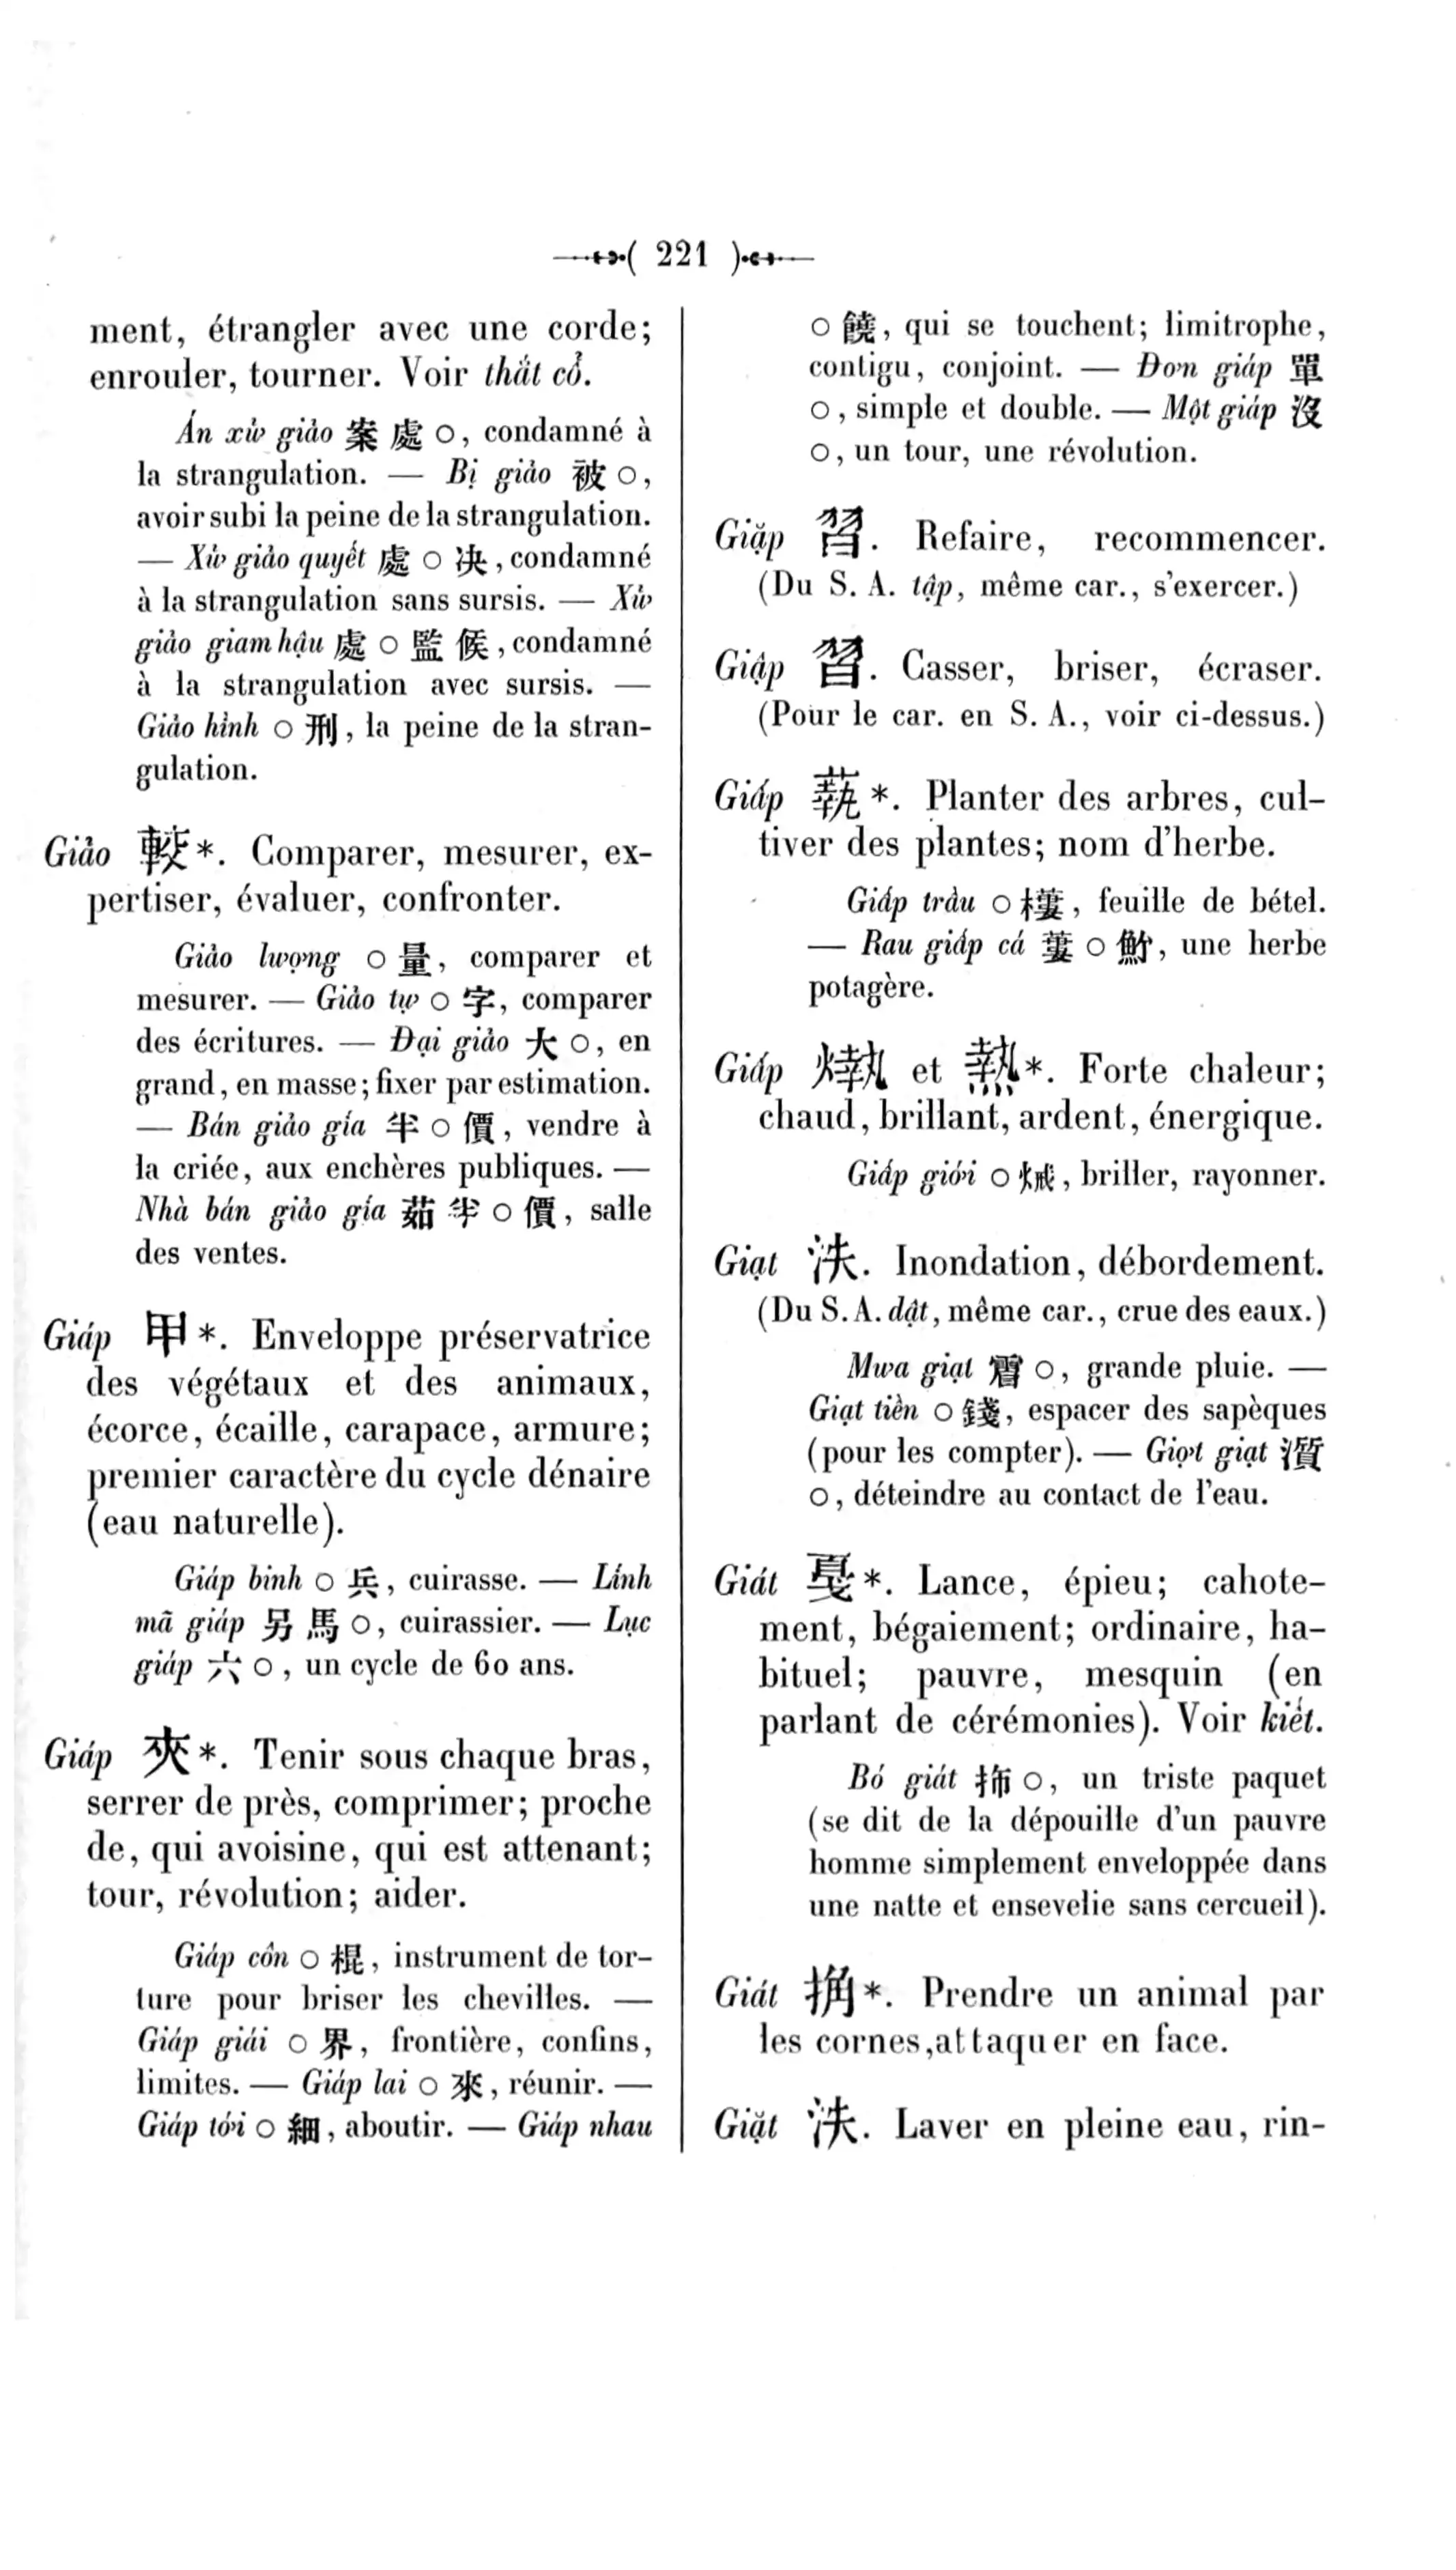 ( 221 )
ment, étrangler avec une corde;
enrouler, tourner. Voir thắt cổ.
Án xử giảo 案 處 ○, condamné à
la strangulation. — Bị giảo 被 ○,
avoir subi la peine de la strangulation.
— Xử giảo quyết 處 ○ 决, condamné
à la strangulation sans sursis. — Xử
giảo giam hậu 處 ○ 監 候, condamné
à la strangulation avec sursis. —
Giảo hình ○ 刑, la peine de la stran-
gulation.
Giảo 較 *. Comparer, mesurer, ex-
pertiser, évaluer, confronter.
Giảo lượng ○ 量, comparer et
mesurer. — Giảo tự ○ 字, comparer
des écritures. — Đại giảo 大 ○, en
grand, en masse; fixer par estimation.
— Bán giảo gía 半 ○ 價, vendre à
la criée, aux enchères publiques. —
Nhà bán giảo gía 茹 半 ○ 價, salle
des ventes.
Giáp 甲 *. Enveloppe préservatrice
des végétaux et des animaux,
écorce, écaille, carapace, armure;
premier caractère du cycle dénaire
(eau naturelle).
Giáp binh ○ 兵, cuirasse. — Lính
mã giáp 另 馬 ○, cuirassier. — Lục
giáp 六 ○, un cycle de 60 ans.
Giáp 夾 *. Tenir sous chaque bras,
serrer de près, comprimer; proche
de, qui avoisine, qui est attenant;
tour, révolution; aider.
Giáp côn ○ 棍, instrument de tor-
ture pour briser les chevilles. —
Giáp giái ○ 界, frontière, confins,
limites. — Giáp lai ○ 來, réunir. —
Giáp tới ○ 細, aboutir. — Giáp nhau
○ 饒, qui se touchent; limitrophe,
contigu, conjoint. — Đơn giáp 單
○, simple et double. — Một giáp 沒
○, un tour, une révolution.
Giặp 習. Refaire, recommencer.
(Du S. A. tập, même car., s'exercer.)
Giập 習. Casser, briser, écraser.
(Pour le car. en S. A., voir ci-dessus.)
Giấp 蓺 *. Planter des arbres, cul-
tiver des plantes; nom d'herbe.
Giấp trầu ○ 樓, feuille de bétel.
— Rau giấp cá 蔞 ○ 魪, une herbe
potagère.
Giấp et 熱 *. Forte chaleur;
chaud, brillant, ardent, énergique.
Giấp giới ○ 煘, briller, rayonner.
Giạt 泆. Inondation, débordement.
(Du S. A. dật, même car., crue des eaux.)
Mưa giạt 霤 ○, grande pluie. —
Giạt tiền ○ 錢, espacer des sapèques
(pour les compter). — Giọt giạt 瓆
○, déteindre au contact de l'eau.
Giát 戛 *. Lance, épieu; cahote-
ment, bégaiement; ordinaire, ha-
bituel; pauvre, mesquin (en
parlant de cérémonies). Voir kiết.
Bó giát 抪 ○, un triste paquet
(se dit de la dépouille d'un pauvre
homme simplement enveloppée dans
une natte et ensevelie sans cercueil).
Giát 捔 *. Prendre un animal par
les cornes, attaquer en face.
Giặt 泆. Laver en pleine eau, rin-